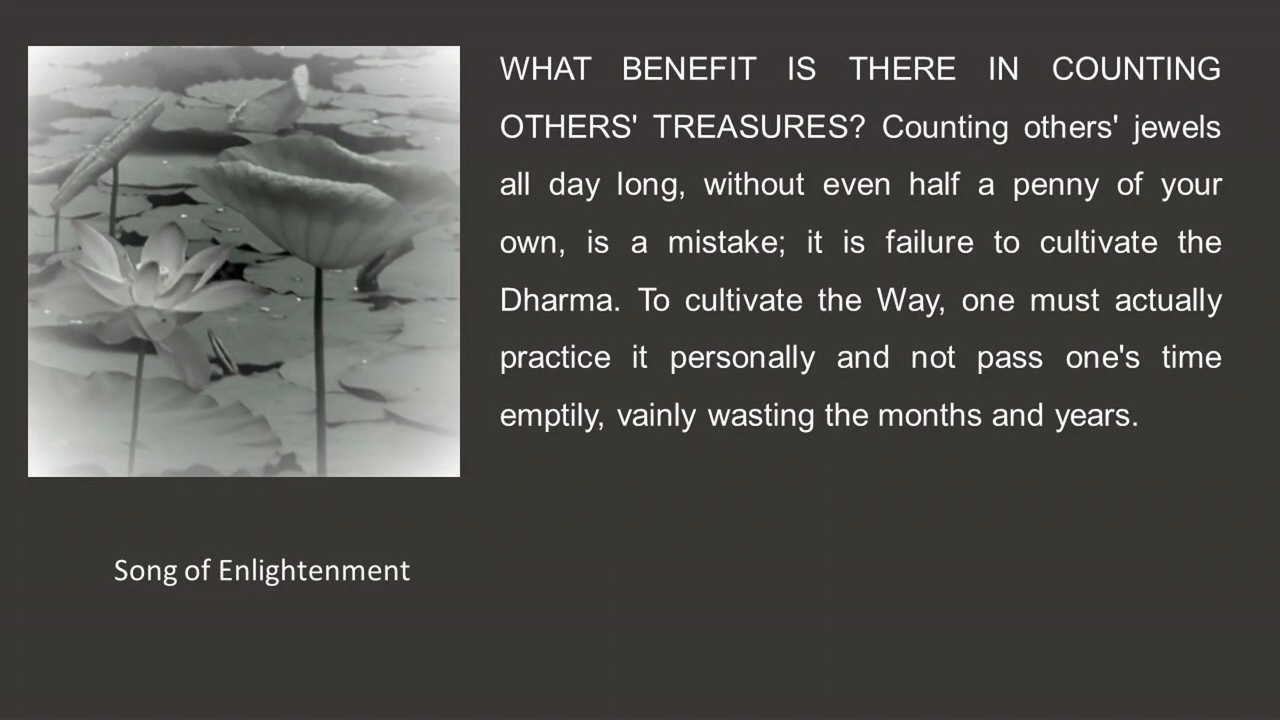 WHAT BENEFIT IS THERE IN COUNTING
OTHERS' TREASURES? Counting others' jewels
all day long, without even half a penny of your
own, is a mistake; it is failure to cultivate the
Dharma. To cultivate the Way, one must actually
practice it personally and not pass one's time
emptily, vainly wasting the months and years.
Song of Enlightenment